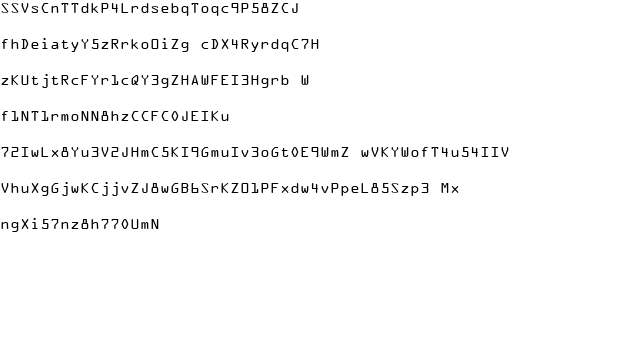 SSVsCnTTdkP4LrdsebqToqc9P58ZCJ
fhDeiatyY5zRrkoOiZg cDX4RyrdqC7H
zKUtjtRcFYr1cQY3gZHAWFEI3Hgrb W
f1NT1rmoNN8hzCCFC0JEIKu
72IwLx8Yu3V2JHmC5KI9GmuIv3oGt0E9WmZ wVKYWofT4u54IIV
VhuXgGjwKCjjvZJ8wGB6SrKZO1PFxdw4vPpeL85Szp3 Mx
ngXi57nz8h770UmN